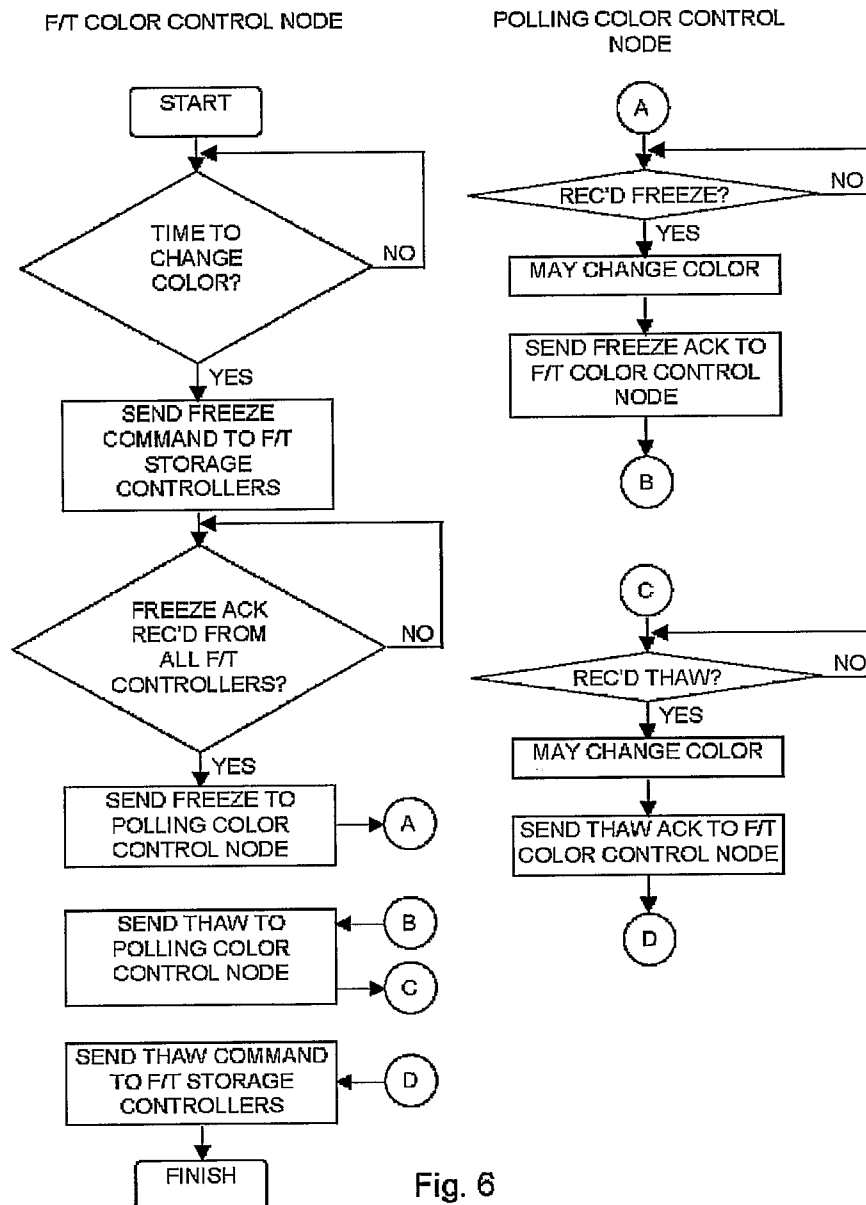 F/T COLOR CONTROL NODE
START
TIME TO
CHANGE
COLOR?
NO
YES
SEND FREEZE
COMMAND TO F/T
STORAGE
CONTROLLERS
FREEZE ACK
REC'D FROM
ALL F/T
CONTROLLERS?
NO
YES
SEND FREEZE TO
POLLING COLOR
CONTROL NODE
A
SEND THAW TO
POLLING COLOR
CONTROL NODE
B
C
SEND THAW COMMAND
TO F/T STORAGE
CONTROLLERS
D
FINISH
POLLING COLOR CONTROL
NODE
A
REC'D FREEZE?
NO
YES
MAY CHANGE COLOR
SEND FREEZE ACK TO
F/T COLOR CONTROL
NODE
B
C
REC'D THAW?
NO
YES
MAY CHANGE COLOR
SEND THAW ACK TO F/T
COLOR CONTROL NODE
D
Fig. 6